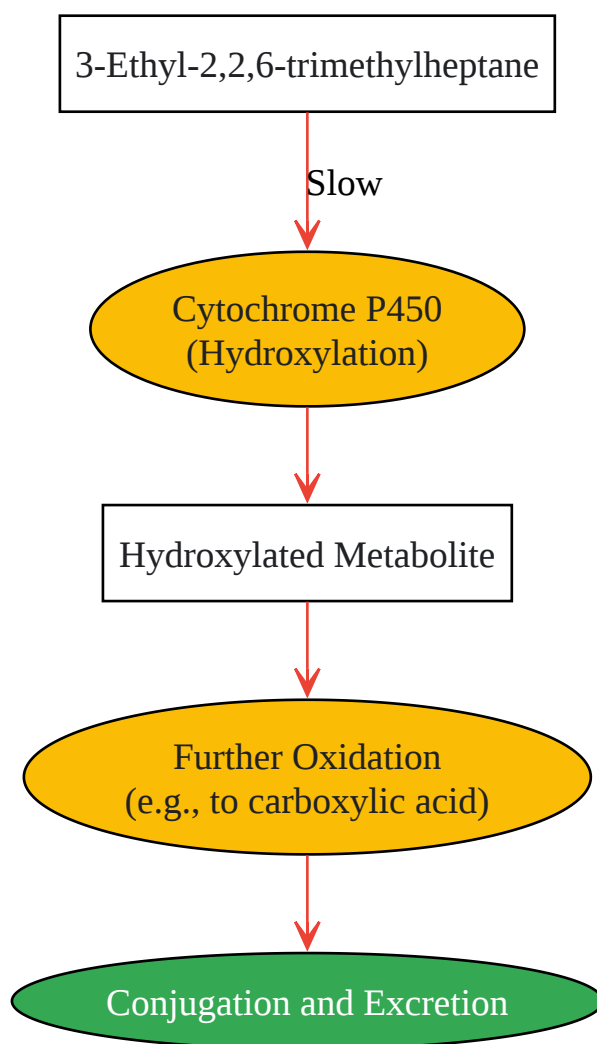 3-Ethyl-2,2,6-trimethylheptane
Slow
Cytochrome P450
(Hydroxylation)
Hydroxylated Metabolite
Further Oxidation
(e.g., to carboxylic acid)
Conjugation and Excretion